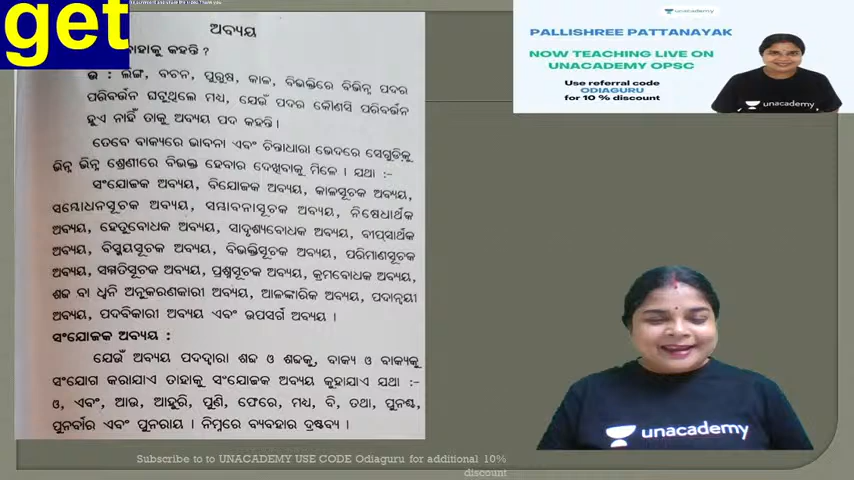 get
ଅବ୍ୟୟ
କାହାକୁ କହନ୍ତି ?
ଉ : ଲିଙ୍ଗ, ବଚନ, ପୁରୁଷ, କାଳ, ବିଭକ୍ତିରେ ବିଭିନ୍ନ ପଦର
ପରିବର୍ତ୍ତନ ଘଟୁଥିଲେ ମଧ୍ୟ, ଯେଉଁ ପଦର କୌଣସି ପରିବର୍ତ୍ତନ
ହୁଏ ନାହିଁ ତାକୁ ଅବ୍ୟୟ ପଦ କହନ୍ତି ।
ତେବେ ବାକ୍ୟରେ ଭାବନା ଏବଂ ଚିନ୍ତାଧାରା ଭେଦରେ ସେଗୁଡ଼ିକୁ
ଭିନ୍ନ ଭିନ୍ନ ଶ୍ରେଣୀରେ ବିଭକ୍ତ ହେବାର ଦେଖିବାକୁ ମିଳେ । ଯଥା :-
ସଂଯୋଜକ ଅବ୍ୟୟ, ବିଯୋଜକ ଅବ୍ୟୟ, କାଳସୂଚକ ଅବ୍ୟୟ,
ସମ୍ବୋଧନସୂଚକ ଅବ୍ୟୟ, ସମ୍ଭାବନାସୂଚକ ଅବ୍ୟୟ, ନିଷେଧାର୍ଥକ
ଅବ୍ୟୟ, ହେତୁବୋଧକ ଅବ୍ୟୟ, ସାଦୃଶ୍ୟବୋଧକ ଅବ୍ୟୟ, ବୀପ୍ସାର୍ଥକ
ଅବ୍ୟୟ, ବିସ୍ମୟସୂଚକ ଅବ୍ୟୟ, ବିଭକ୍ତିସୂଚକ ଅବ୍ୟୟ, ପରିମାଣସୂଚକ
ଅବ୍ୟୟ, ସମ୍ମତିସୂଚକ ଅବ୍ୟୟ, ପ୍ରଶ୍ନସୂଚକ ଅବ୍ୟୟ, କ୍ରମବୋଧକ ଅବ୍ୟୟ,
ଶବ୍ଦ ବା ଧ୍ୱନି ଅନୁକରଣକାରୀ ଅବ୍ୟୟ, ଆଳଙ୍କାରିକ ଅବ୍ୟୟ, ପଦାନ୍ୱୟୀ
ଅବ୍ୟୟ, ପଦବିକାରୀ ଅବ୍ୟୟ ଏବଂ ଉପସର୍ଗ ଅବ୍ୟୟ ।
ସଂଯୋଜକ ଅବ୍ୟୟ :
ଯେଉଁ ଅବ୍ୟୟ ପଦଦ୍ୱାରା ଶବ୍ଦ ଓ ଶବ୍ଦକୁ, ବାକ୍ୟ ଓ ବାକ୍ୟକୁ
ସଂଯୋଗ କରାଯାଏ ତାହାକୁ ସଂଯୋଜକ ଅବ୍ୟୟ କୁହାଯାଏ ଯଥା :-
ଓ, ଏବଂ, ଆଉ, ଆହୁରି, ପୁଣି, ଫେରେ, ମଧ୍ୟ, ବି, ତଥା, ପୁନଶ୍ଚ,
ପୁନର୍ବାର ଏବଂ ପୁନରାୟ । ନିମ୍ନରେ ବ୍ୟବହାର ଦ୍ରଷ୍ଟବ୍ୟ ।
unacademy
PALLISHREE PATTANAYAK
NOW TEACHING LIVE ON
UNACADEMY OPSC
Use referral code
ODIAGURU
for 10 % discount
unacademy
unacademy
Subscribe to to UNACADEMY USE CODE Odiaguru for additional 10%
discount